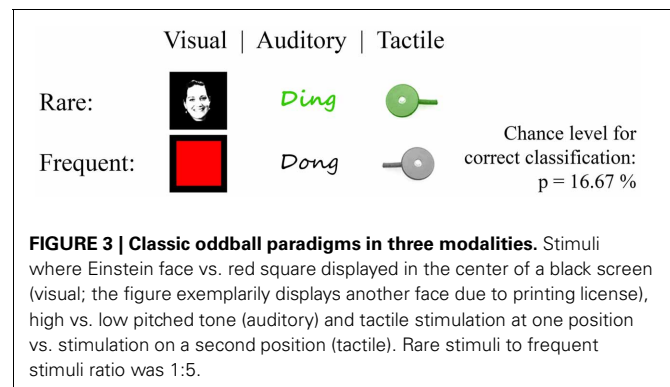 Visual | Auditory | Tactile
Rare:
Ding
Frequent:
Dong
Chance level for
correct classification:
p = 16.67 %
FIGURE 3 | Classic oddball paradigms in three modalities. Stimuli
where Einstein face vs. red square displayed in the center of a black screen
(visual; the figure exemplarily displays another face due to printing license),
high vs. low pitched tone (auditory) and tactile stimulation at one position
vs. stimulation on a second position (tactile). Rare stimuli to frequent
stimuli ratio was 1:5.